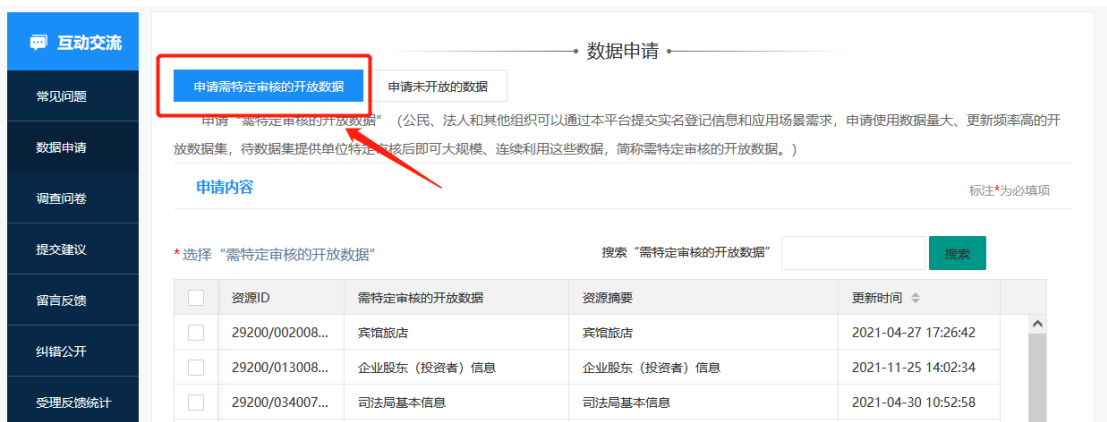 互动交流
常见问题
数据申请
调查问卷
提交建议
留言反馈
纠错公开
受理反馈统计
数据申请
申请需特定审核的开放数据 申请未开放的数据
申请“需特定审核的开放数据”（公民、法人和其他组织可以通过本平台提交实名登记信息和应用场景需求，申请使用数据量大、更新频率高的开
放数据集，待数据集提供单位特定审核后即可大规模、连续利用这些数据，简称需特定审核的开放数据。）
申请内容 标注*为必填项
*选择“需特定审核的开放数据” 搜索“需特定审核的开放数据” 搜索
资源ID 需特定审核的开放数据 资源摘要 更新时间
29200/002008... 宾馆旅店 宾馆旅店 2021-04-27 17:26:42
29200/013008... 企业股东（投资者）信息 企业股东（投资者）信息 2021-11-25 14:02:34
29200/034007... 司法局基本信息 司法局基本信息 2021-04-30 10:52:58